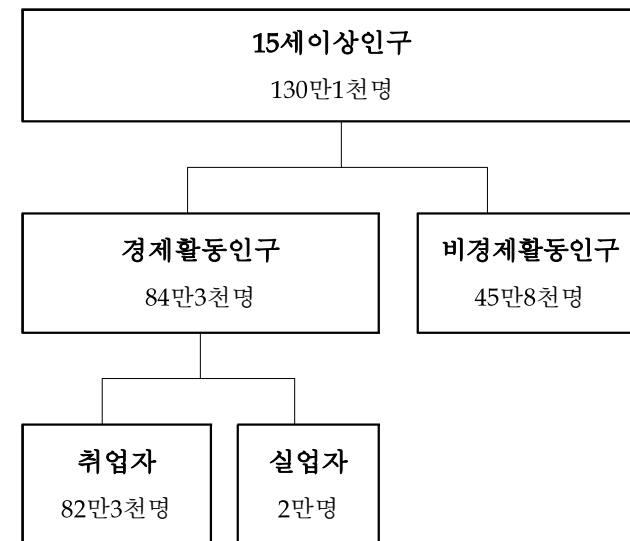 15세이상인구
130만1천명
경제활동인구
84만3천명
비경제활동인구
45만8천명
취업자
82만3천명
실업자
2만명